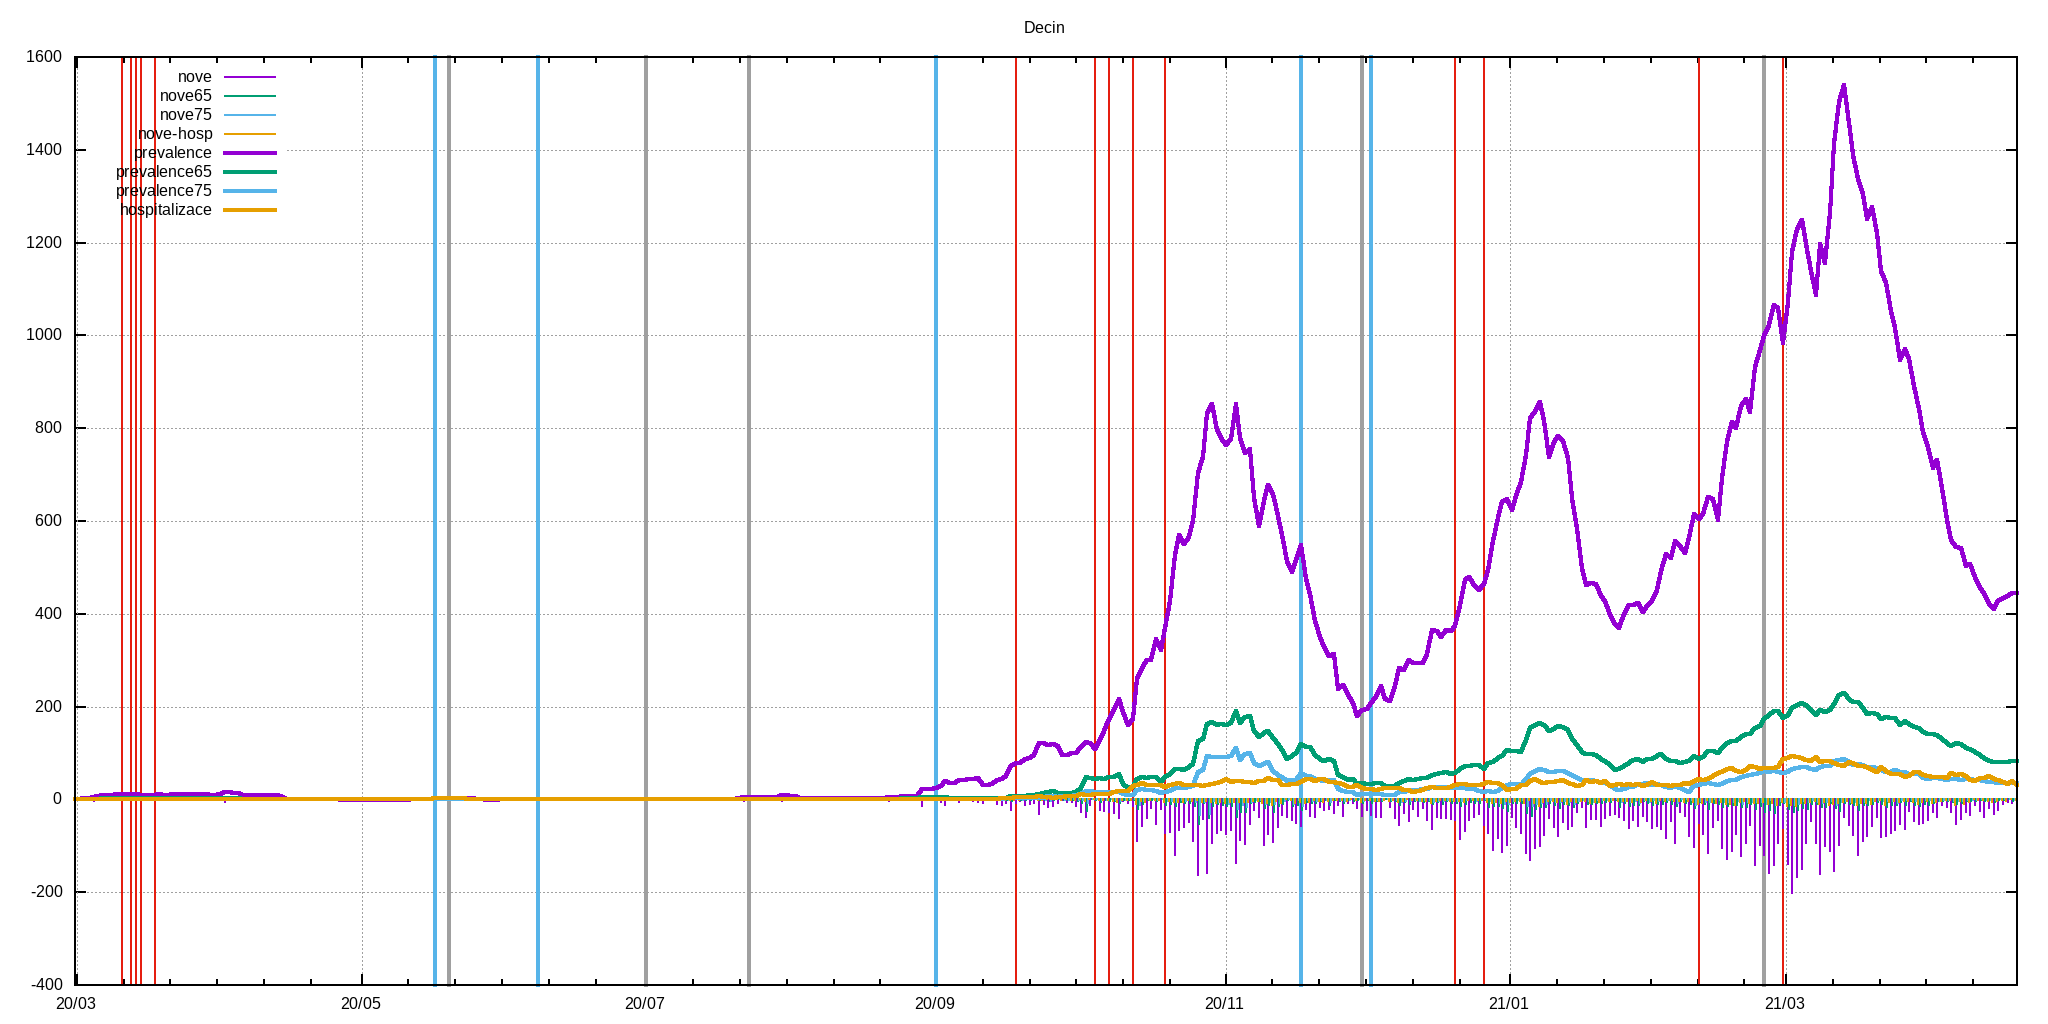 Decin
1600
1400
1200
1000
800
600
400
200
0
-200
-400
nove
nove65
nove75
nove-hosp
prevalence
prevalence65
prevalence75
hospitalizace
20/03 20/05 20/07 20/09 20/11 21/01 21/03